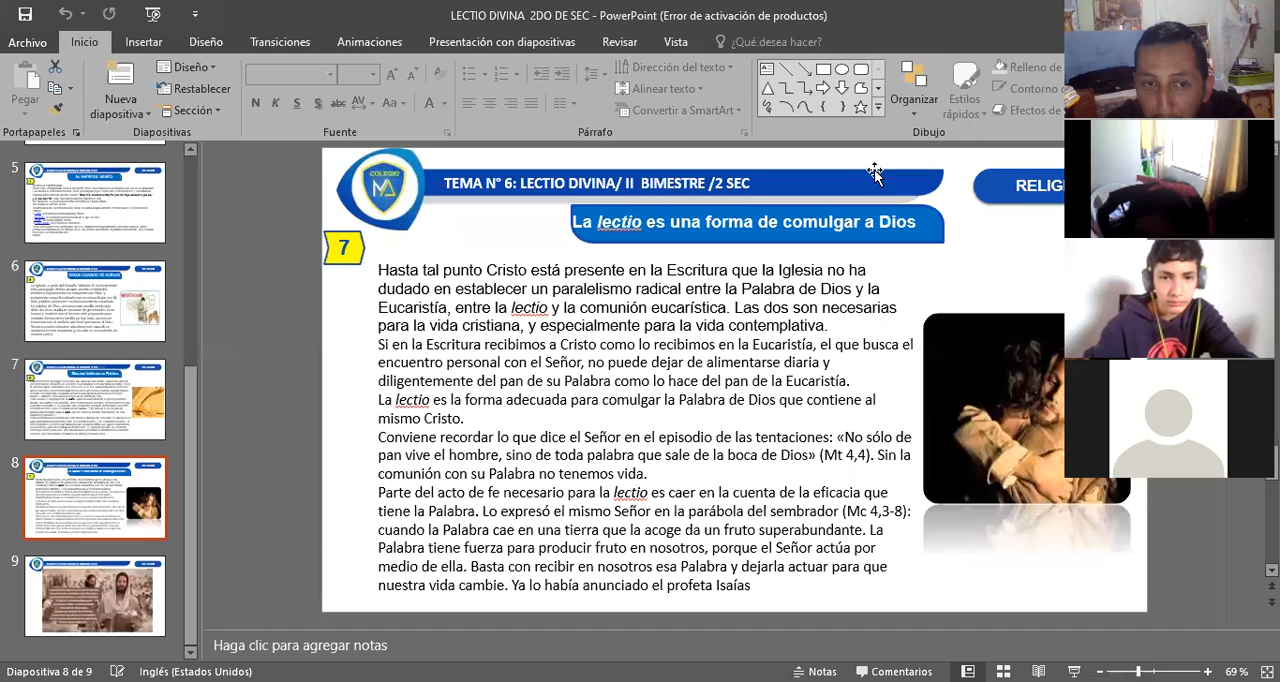 LECTIO DIVINA 2DO DE SEC - PowerPoint (Error de activación de productos)
Archivo Inicio Insertar Diseño Transiciones Animaciones Presentación con diapositivas Revisar Vista ¿Qué desea hacer?
Pegar
Nueva diapositiva
Diseño
Restablecer
Sección
N K S S abc AV Aa A
Dirección del texto
Alinear texto
Convertir a SmartArt
Organizar
Estilos rápidos
Relleno de
Contorno
Efectos de
Portapapeles Diapositivas Fuente Párrafo Dibujo
5
6
7
8
9
COLEGIO
MA
TEMA N° 5: LECTIO DIVINA/ II BIMESTRE /2 SEC
RELIG
La lectio es una forma de comulgar a Dios
7
Hasta tal punto Cristo está presente en la Escritura que la Iglesia no ha
dudado en establecer un paralelismo radical entre la Palabra de Dios y la
Eucaristía, entre la lectio y la comunión eucarística. Las dos son necesarias
para la vida cristiana, y especialmente para la vida contemplativa.
Si en la Escritura recibimos a Cristo como lo recibimos en la Eucaristía, el que busca el
encuentro personal con el Señor no puede dejar de alimentarse diaria y
diligentemente tanto con su Palabra como lo hace del Pan de la Eucaristía.
La lectio es la forma esencial para comulgar la Palabra de Dios que contiene al
mismo Cristo.
Conviene recordar lo que dice el Señor en el episodio de las tentaciones: «No sólo de
pan vive el hombre, sino de toda palabra que sale de la boca de Dios» (Mt 4,4). Sin la
comunión con la Palabra no tenemos vida.
Parte del acto de fe previo para la lectio es caer en la cuenta de la eficacia que
tiene la Palabra. La expresó el mismo Señor en la parábola del sembrador (Mc 4,3-8):
cuando la Palabra cae en una tierra que la acoge da un fruto superabundante. La
Palabra tiene fuerza para producir fruto en nosotros, porque el Señor actúa por
medio de ella. Basta con recibir en nosotros esa Palabra y dejarla actuar para que
nuestra vida cambie. Ya lo había anunciado el profeta Isaías
Haga clic para agregar notas
Diapositiva 8 de 9 Inglés (Estados Unidos) Notas Comentarios 69 %